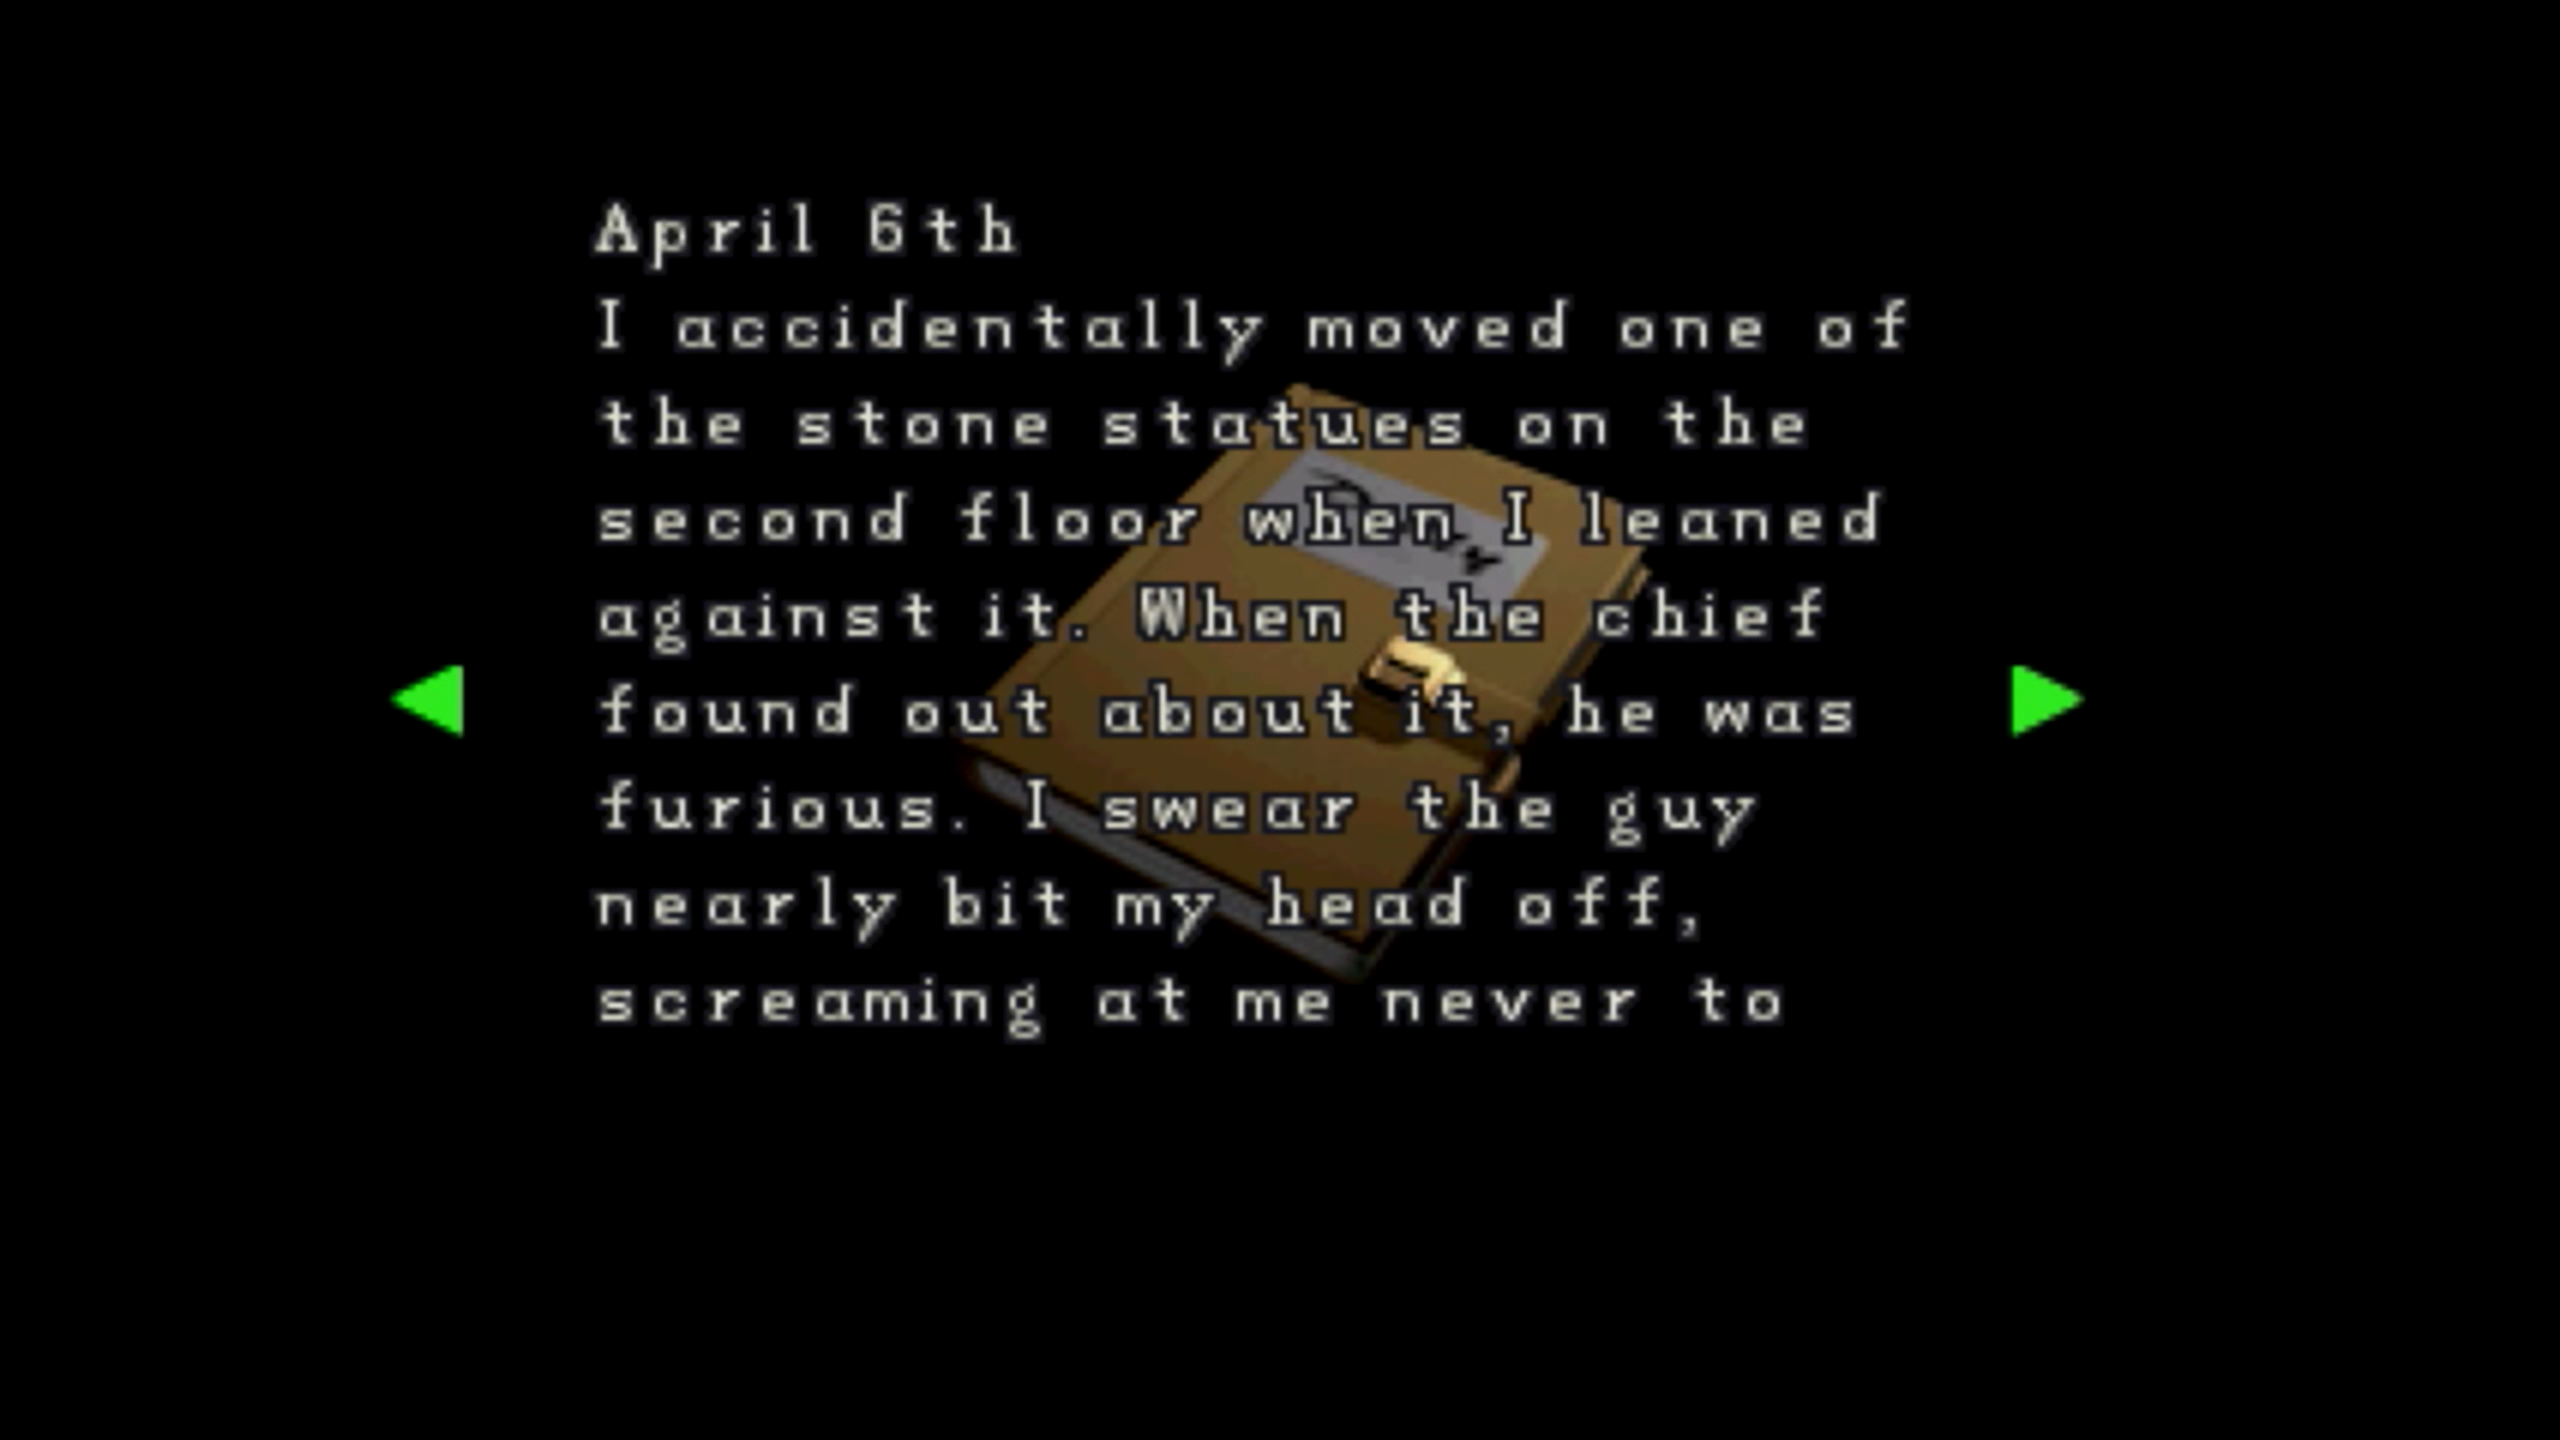 April 6th
I accidentally moved one of
the stone statues on the
second floor when I leaned
against it. When the chief
found out about it, he was
furious. I swear the guy
nearly bit my head off,
screaming at me never to